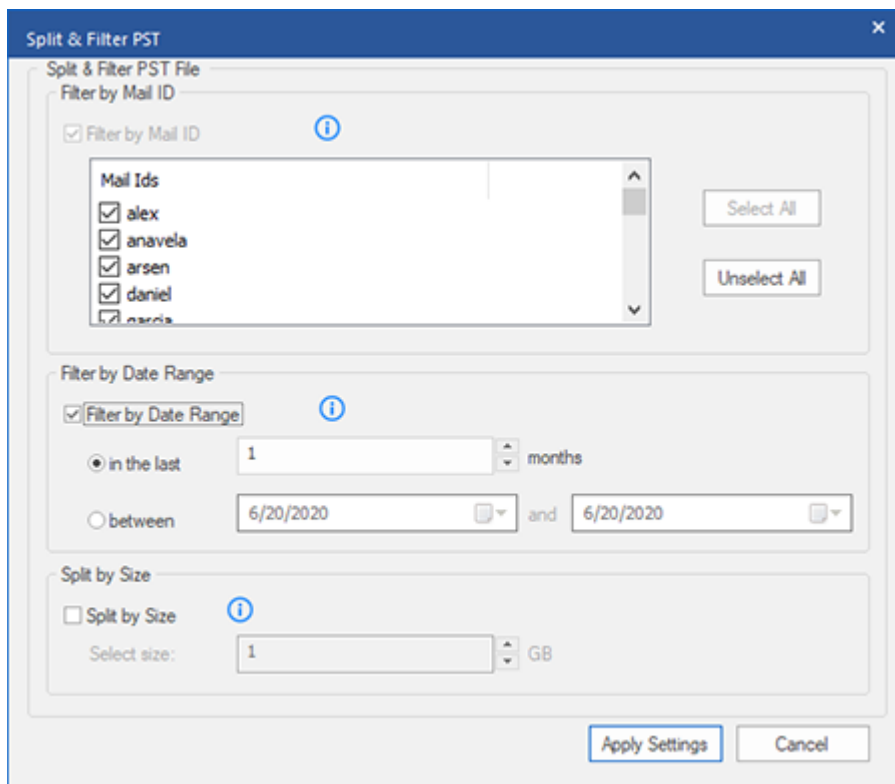 Split & Filter PST
Split & Filter PST File
Filter by Mail ID
Filter by Mail ID
Mail Ids
alex
anavela
arsen
daniel
garcia
Select All
Unselect All
Filter by Date Range
Filter by Date Range
in the last 1 months
between 6/20/2020 and 6/20/2020
Split by Size
Split by Size
Select size: 1 GB
Apply Settings Cancel